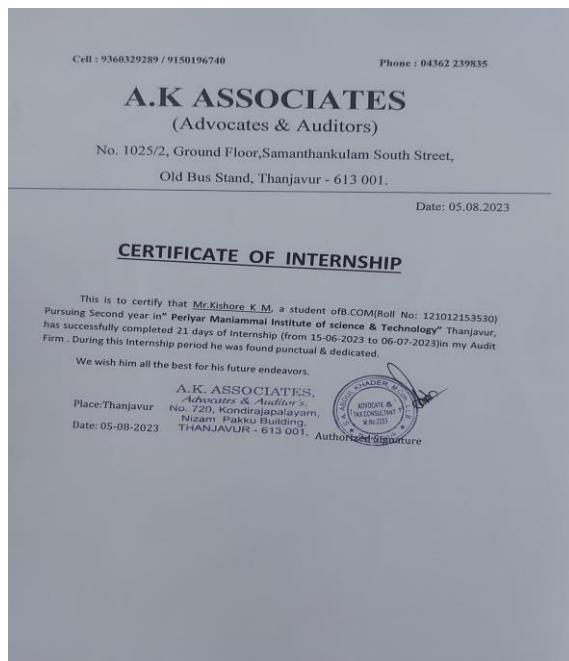 Cell : 9360329289 / 9150196740
Phone : 04362 239835
A.K ASSOCIATES
(Advocates & Auditors)
No. 1025/2, Ground Floor,Samanthankulam South Street,
Old Bus Stand, Thanjavur - 613 001.
Date: 05.08.2023
CERTIFICATE OF INTERNSHIP
This is to certify that Mr.Kishore K M, a student ofB.COM(Roll No: 121012153530)
Pursuing Second year in" Periyar Maniammai Institute of science & Technology" Thanjavur,
has successfully completed 21 days of Internship (from 15-06-2023 to 06-07-2023)in my Audit
Firm . During this Internship period he was found punctual & dedicated.
We wish him all the best for his future endeavors.
A.K. ASSOCIATES,
Advocates & Auditor's.
No. 720, Kondirajapalayam,
Nizam Pakku Building,
THANJAVUR - 613 001.
Place:Thanjavur
Date: 05-08-2023
S.A. ABDUL KHADER
ADVOCATE &
TAX CONSULTANT
Authorized Signature